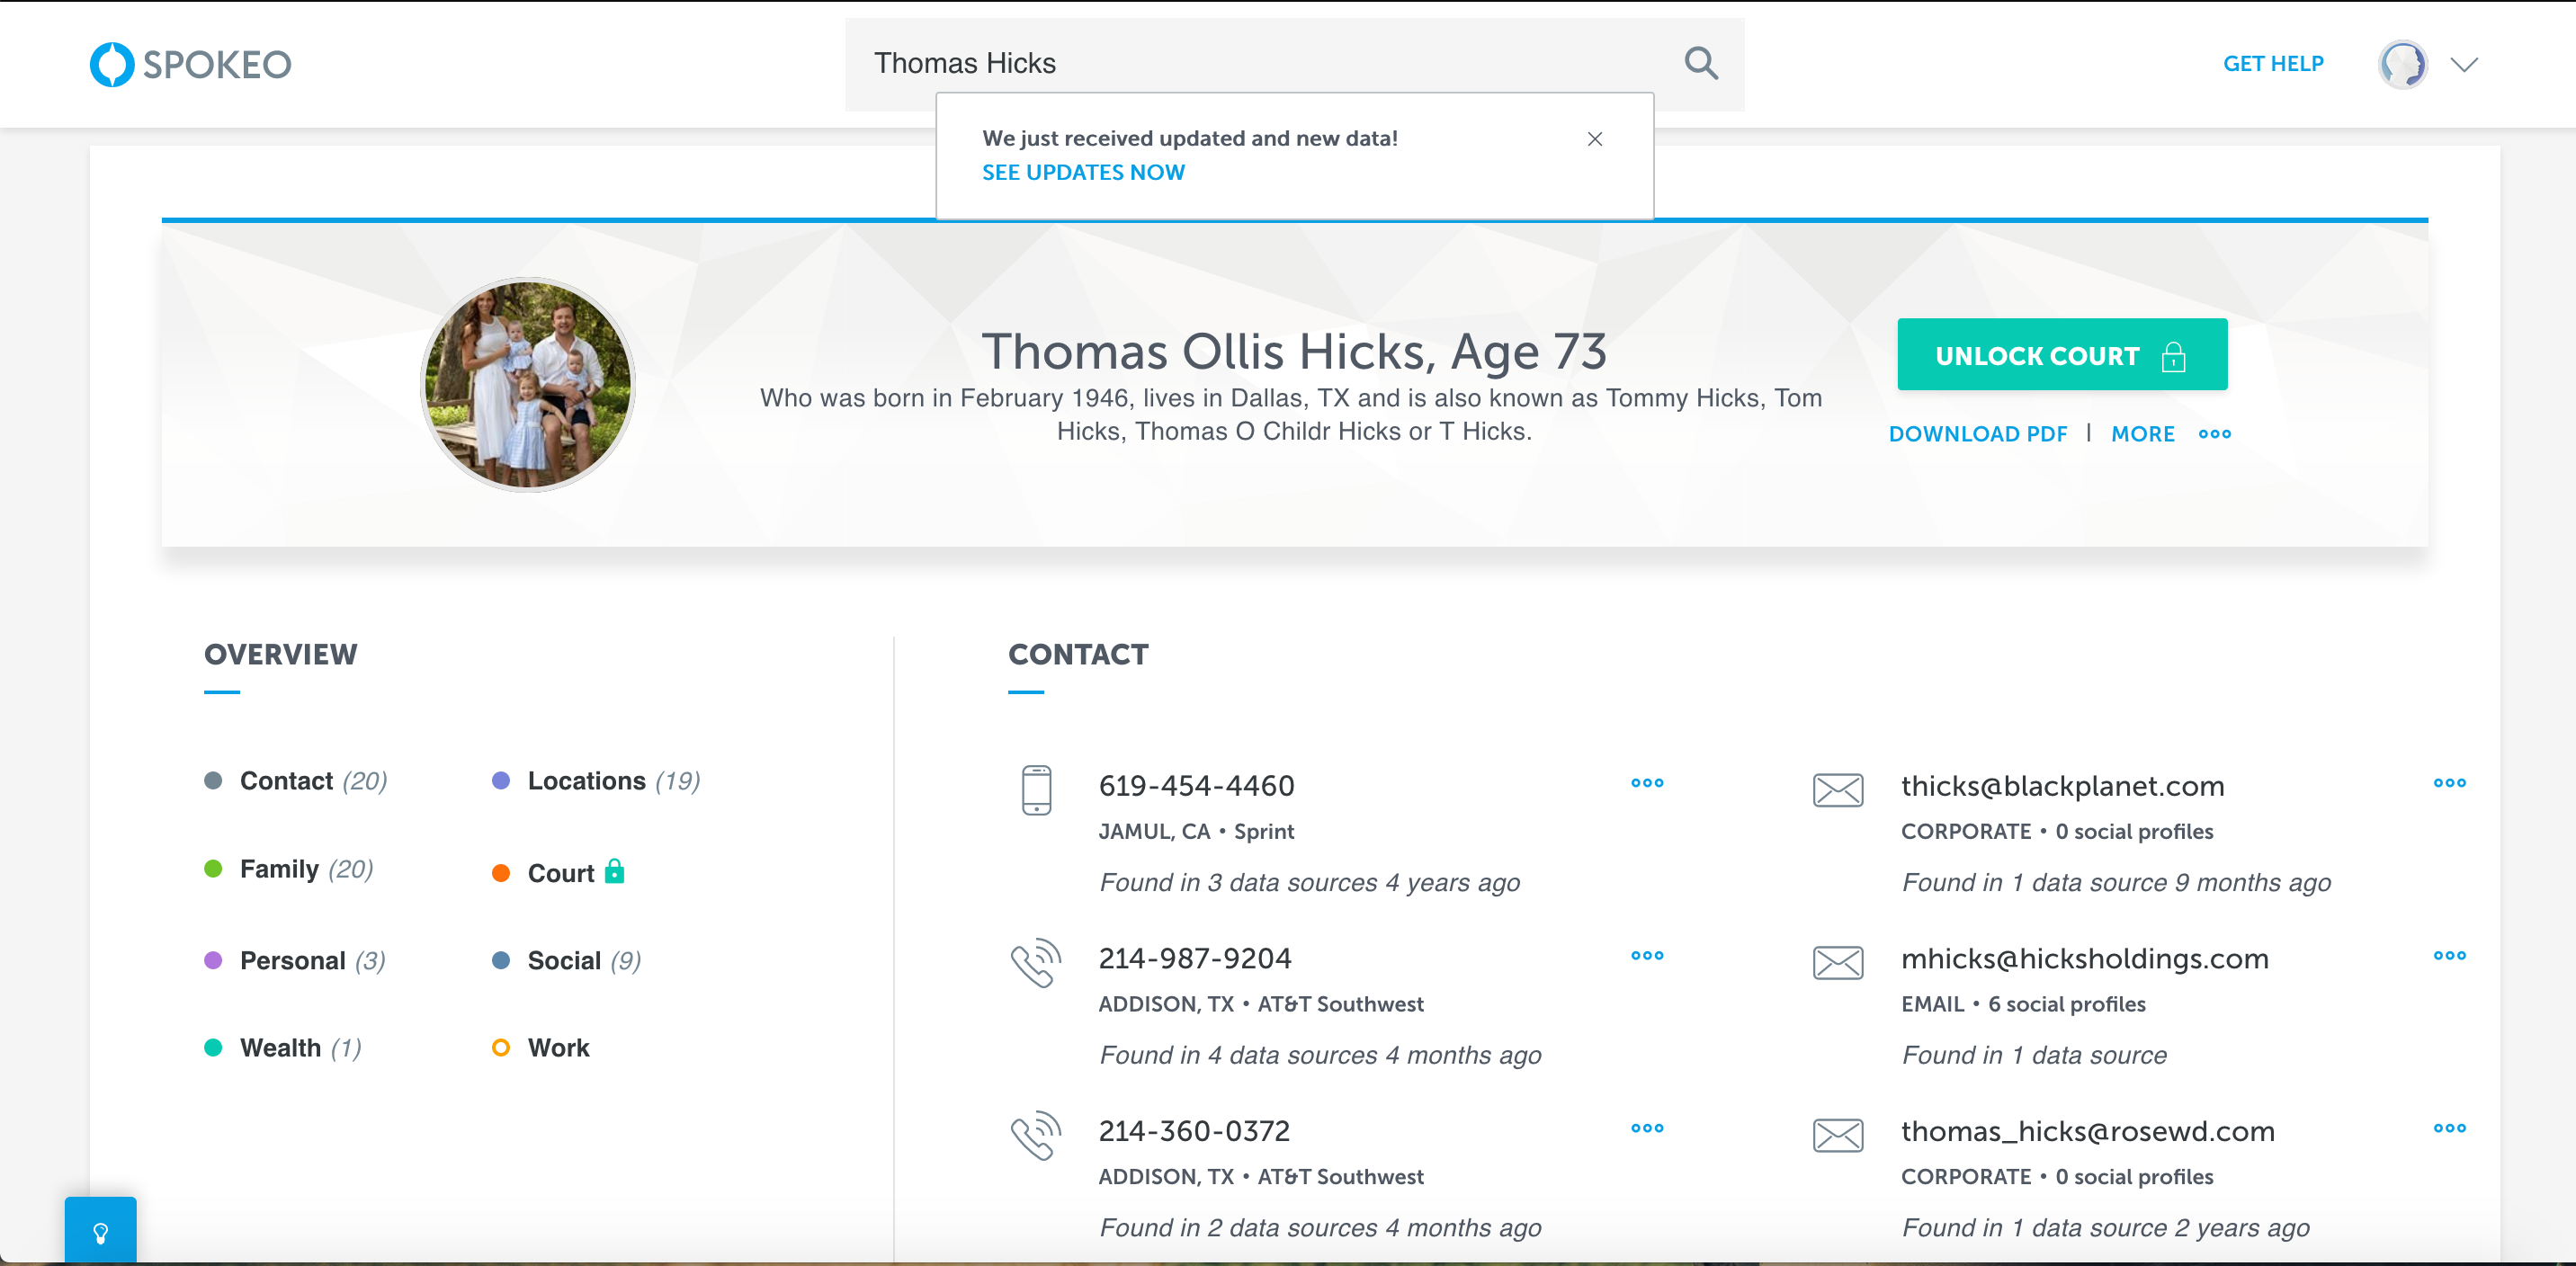 SPOKEO
Thomas Hicks
GET HELP
We just received updated and new data!
SEE UPDATES NOW
Thomas Ollis Hicks, Age 73
Who was born in February 1946, lives in Dallas, TX and is also known as Tommy Hicks, Tom
Hicks, Thomas O Childr Hicks or T Hicks.
UNLOCK COURT
DOWNLOAD PDF | MORE
OVERVIEW
Contact (20)
Locations (19)
Family (20)
Court
Personal (3)
Social (9)
Wealth (1)
Work
CONTACT
619-454-4460
JAMUL, CA • Sprint
Found in 3 data sources 4 years ago
214-987-9204
ADDISON, TX • AT&T Southwest
Found in 4 data sources 4 months ago
214-360-0372
ADDISON, TX • AT&T Southwest
Found in 2 data sources 4 months ago
thicks@blackplanet.com
CORPORATE • 0 social profiles
Found in 1 data source 9 months ago
mhicks@hicksholdings.com
EMAIL • 6 social profiles
Found in 1 data source
thomas_hicks@rosewd.com
CORPORATE • 0 social profiles
Found in 1 data source 2 years ago